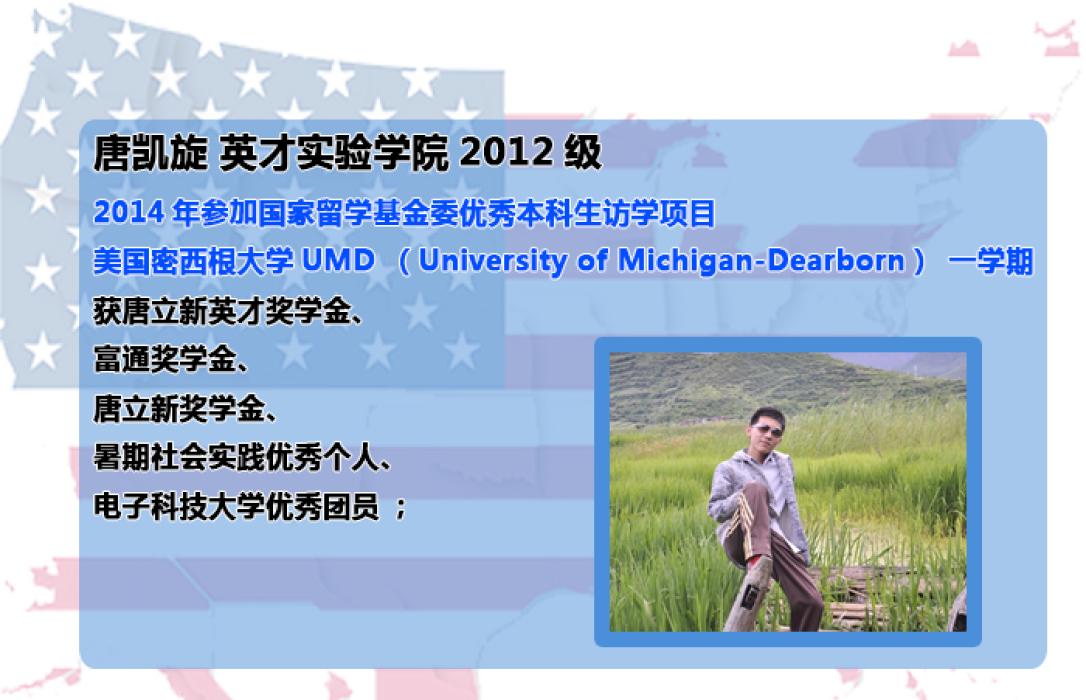 唐凯旋 英才实验学院 2012 级
2014 年参加国家留学基金委优秀本科生访学项目
美国密西根大学 UMD （University of Michigan-Dearborn） 一学期
获唐立新英才奖学金、
富通奖学金、
唐立新奖学金、
暑期社会实践优秀个人、
电子科技大学优秀团员 ；